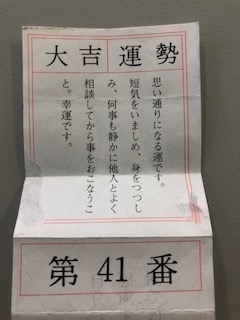 大吉運勢
思い通りになる運です。
短気をいましめ、身をつつし
み、何事も静かに他人とよく
相談してから事をおこなうこ
と。幸運です。
第41番